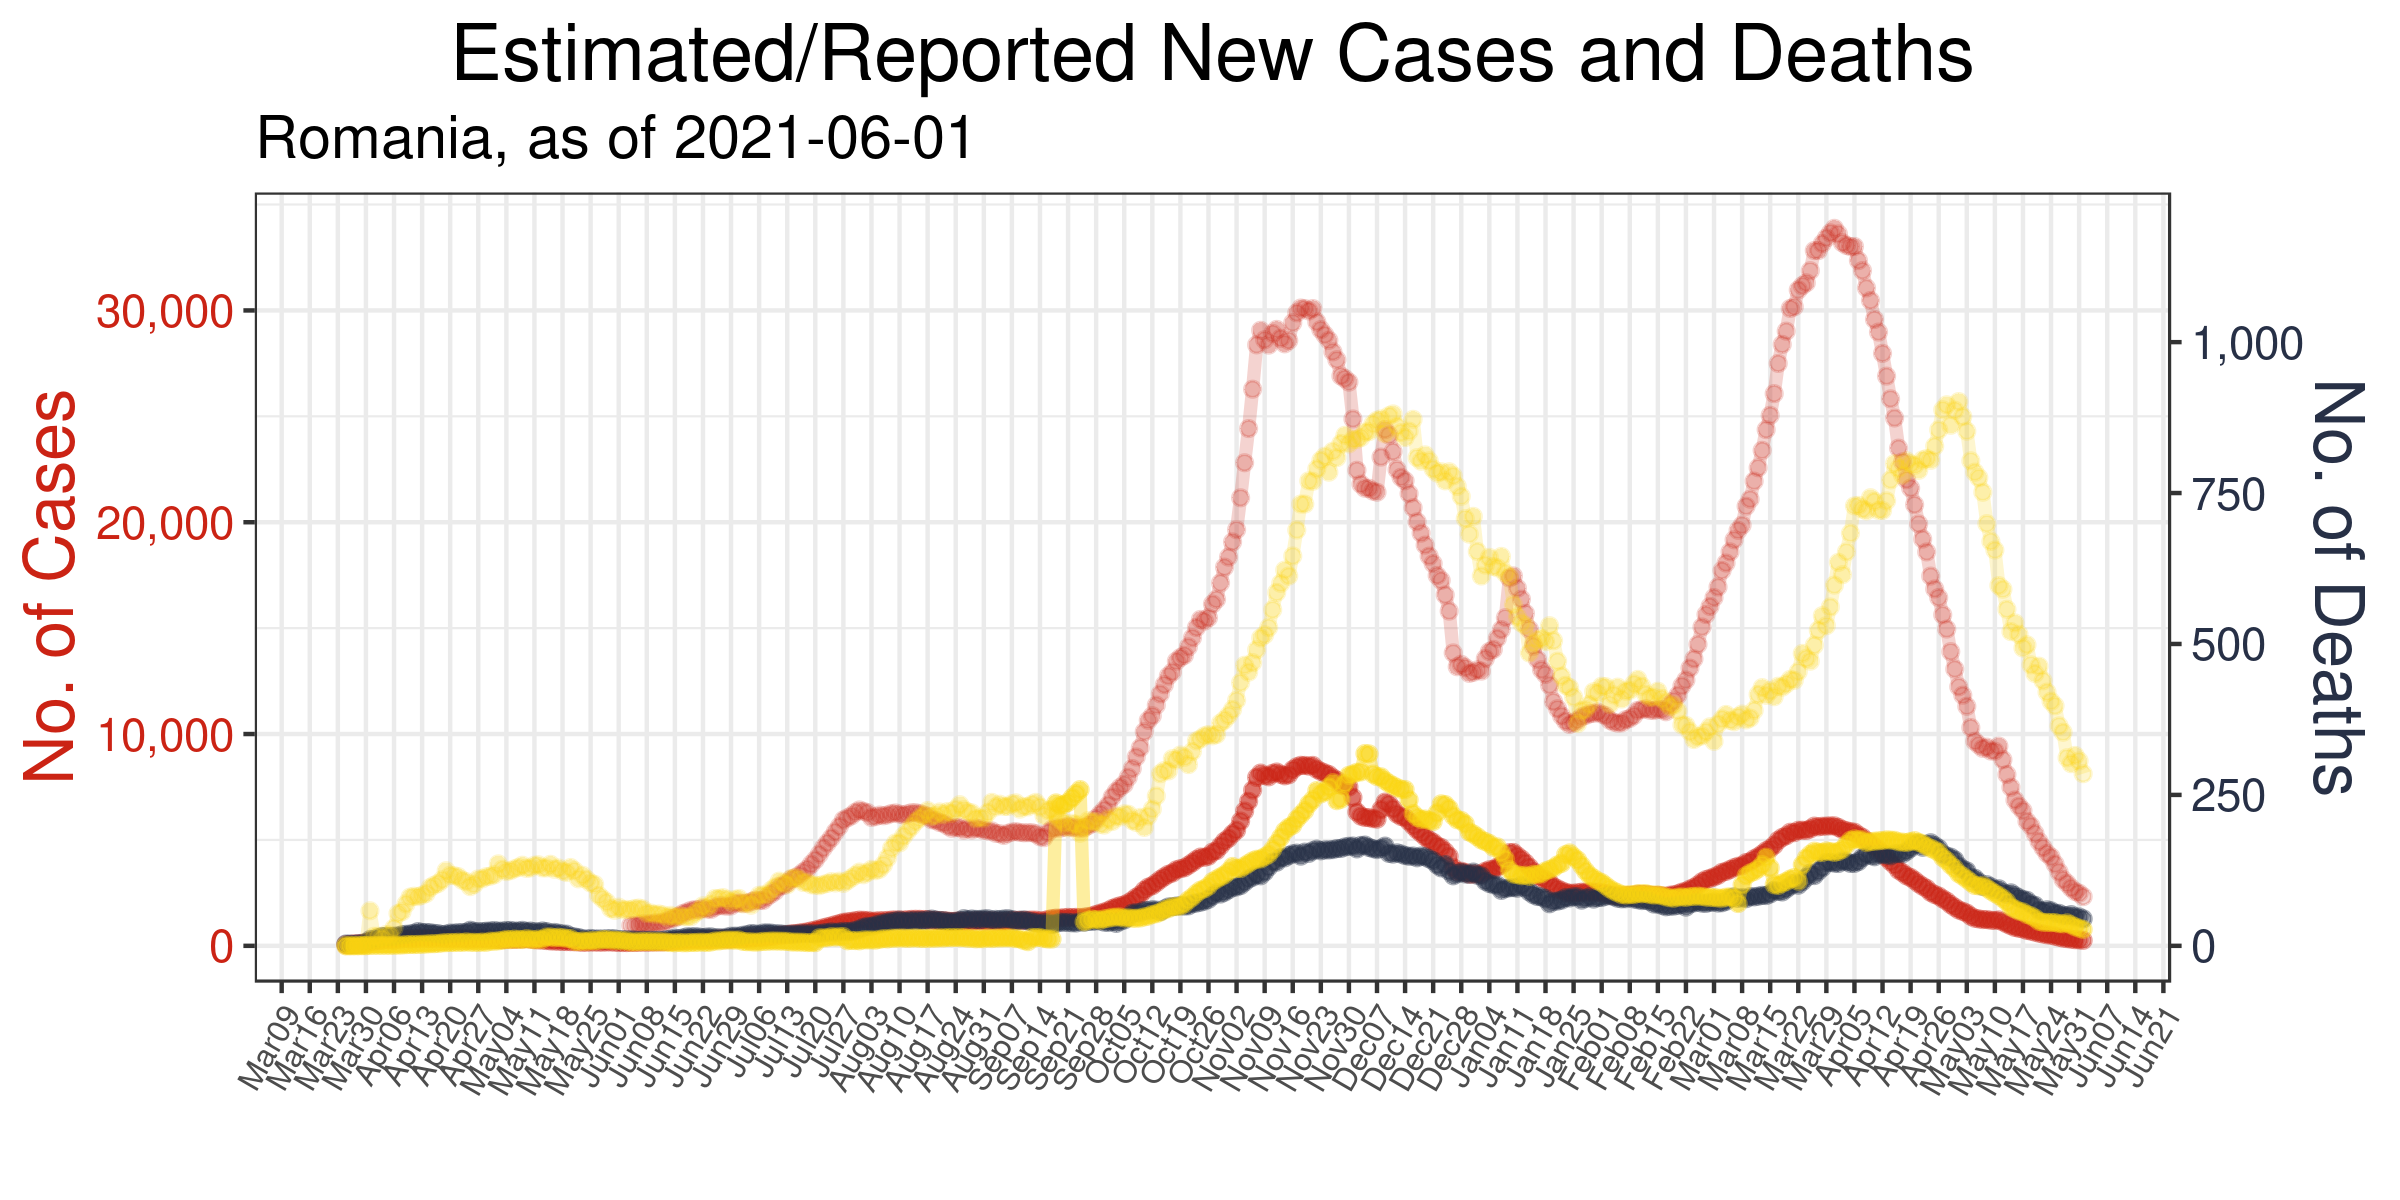 Estimated/Reported New Cases and Deaths
Romania, as of 2021-06-01
No. of Cases
30,000
20,000
10,000
0
1,000
750
500
250
0
No. of Deaths
Mar09
Mar16
Mar23
Mar30
Apr06
Apr13
Apr20
Apr27
May04
May11
May18
May25
Jun01
Jun08
Jun15
Jun22
Jun29
Jul06
Jul13
Jul20
Jul27
Aug03
Aug10
Aug17
Aug24
Aug31
Sep07
Sep14
Sep21
Sep28
Oct05
Oct12
Oct19
Oct26
Nov02
Nov09
Nov16
Nov23
Nov30
Dec07
Dec14
Dec21
Dec28
Jan04
Jan11
Jan18
Jan25
Feb01
Feb08
Feb15
Feb22
Mar01
Mar08
Mar15
Mar22
Mar29
Apr05
Apr12
Apr19
Apr26
May03
May10
May17
May24
May31
Jun07
Jun14
Jun21